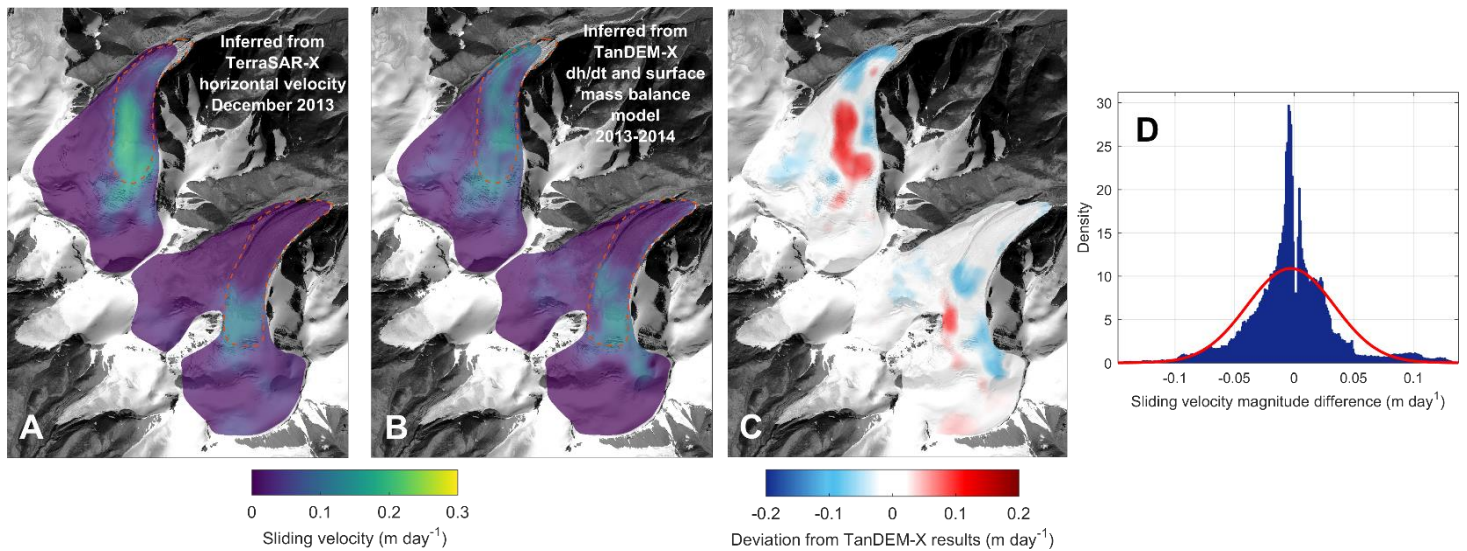 Inferred from
TerraSAR-X
horizontal velocity
December 2013
A
Inferred from
TanDEM-X
dh/dt and surface
mass balance
model
2013-2014
B
C
D
30
25
20
15
10
5
0
Density
-0.1 -0.05 0 0.05 0.1
Sliding velocity magnitude difference (m day¹)
0 0.1 0.2 0.3
Sliding velocity (m day⁻¹)
-0.2 -0.1 0 0.1 0.2
Deviation from TanDEM-X results (m day⁻¹)